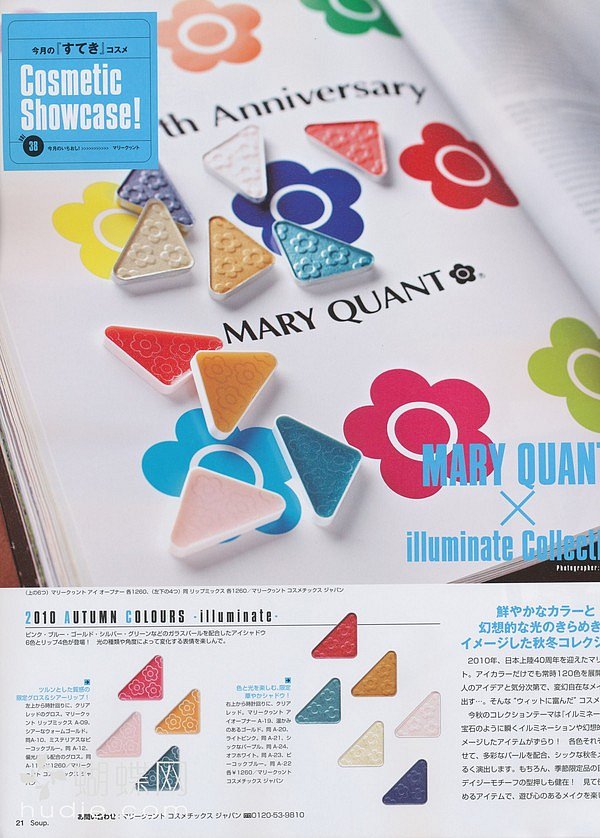 今月の『すてき』コスメ
Cosmetic
Showcase!
38
今月のいちおし! >>>>>>>>>>> マリークヮント
th Anniversary
MARY QUANT
MARY QUANT
×
illuminate Collecti
Photographer:
(上の6つ) マリークヮント アイ オープナー 各1260、(左下の4つ) 同 リップミックス 各1260/マリークヮント コスメチックス ジャパン
2010 AUTUMN COLOURS -illuminate-
ピンク・ブルー・ゴールド・シルバー・グリーンなどのガラスパールを配合したアイシャドウ
6色とリップ4色が登場! 光の種類や角度によって変化する表情を楽しんで。
ツルンとした質感の
限定グロス&シアーリップ!
左上から時計回りに、クリア
レッドのグロス。マリークヮ
ント リップミックス A-09、
シアーなウォームゴールド。
同A-10、ミステリアスなピ
ーコックブルー。同 A-12、
偏光パール配合のグロス。同
色と光を楽しむ、限定
華やかシャドウ!
左上から時計回りに、クリア
レッド。マリークヮント アイ
オープナー A-19、温かみ
のあるゴールド。同 A-20、
ライトピンク。同 A-21、シ
ックなパープル。同 A-24、
オフホワイト。同 A-23、ピ
ーコックブルー。同 A-22
各¥1260/マリークヮント
コスメチックス ジャパン
鮮やかなカラーと
幻想的な光のきらめき
イメージした秋冬コレク
2010年、日本上陸40周年を迎えたマリ
ト。アイカラーだけでも常時120色を展開
人のアイデアと気分次第で、変幻自在なメイ
出す…。そんな“ウィットに富んだ”コスメ
今秋のコレクションテーマは「イルミネー
宝石のように瞬くイルミネーションや幻想的
メージしたアイテムがずらり! 各色それぞ
せて、多彩なパールを配合、シックな秋冬メ
るく演出します。もちろん、季節限定品の目
デイジーモチーフの型押しも健在! 見て使
めるアイテムで、遊び心のあるメイクを楽し
蝴蝶网
hudie.com
21 Soup.
お問い合わせ:マリークヮント コスメチックス ジャパン 0120-53-9810